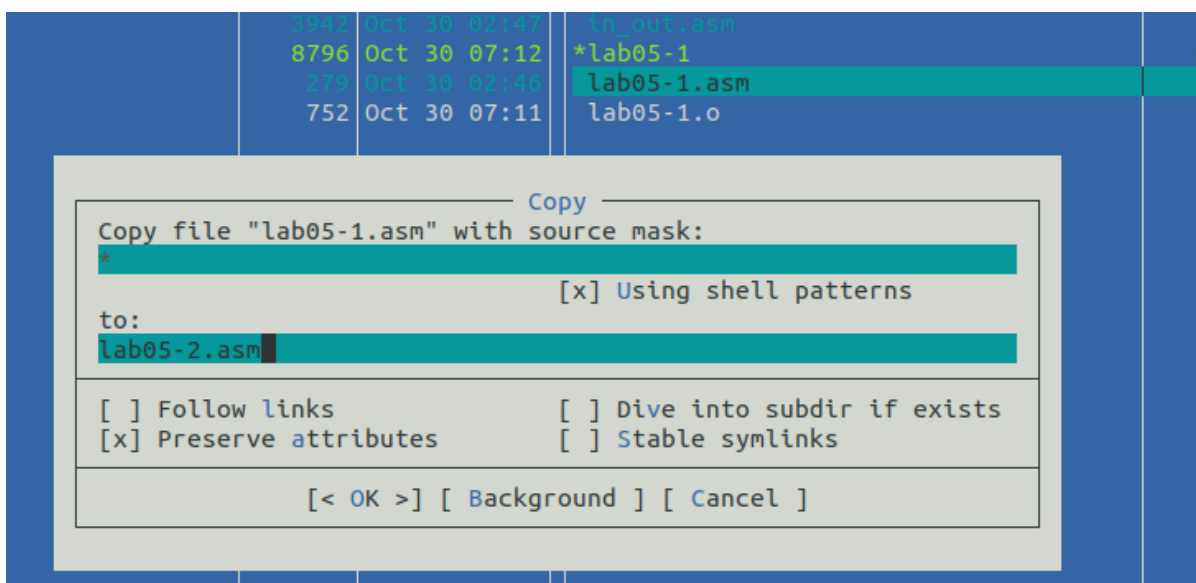 3942 Oct 30 02:47 in_out.asm
8796 Oct 30 07:12 *lab05-1
279 Oct 30 02:46 lab05-1.asm
752 Oct 30 07:11 lab05-1.o
Copy
Copy file "lab05-1.asm" with source mask:
*
[x] Using shell patterns
to:
lab05-2.asm
[ ] Follow links [ ] Dive into subdir if exists
[x] Preserve attributes [ ] Stable symlinks
[< OK >] [ Background ] [ Cancel ]